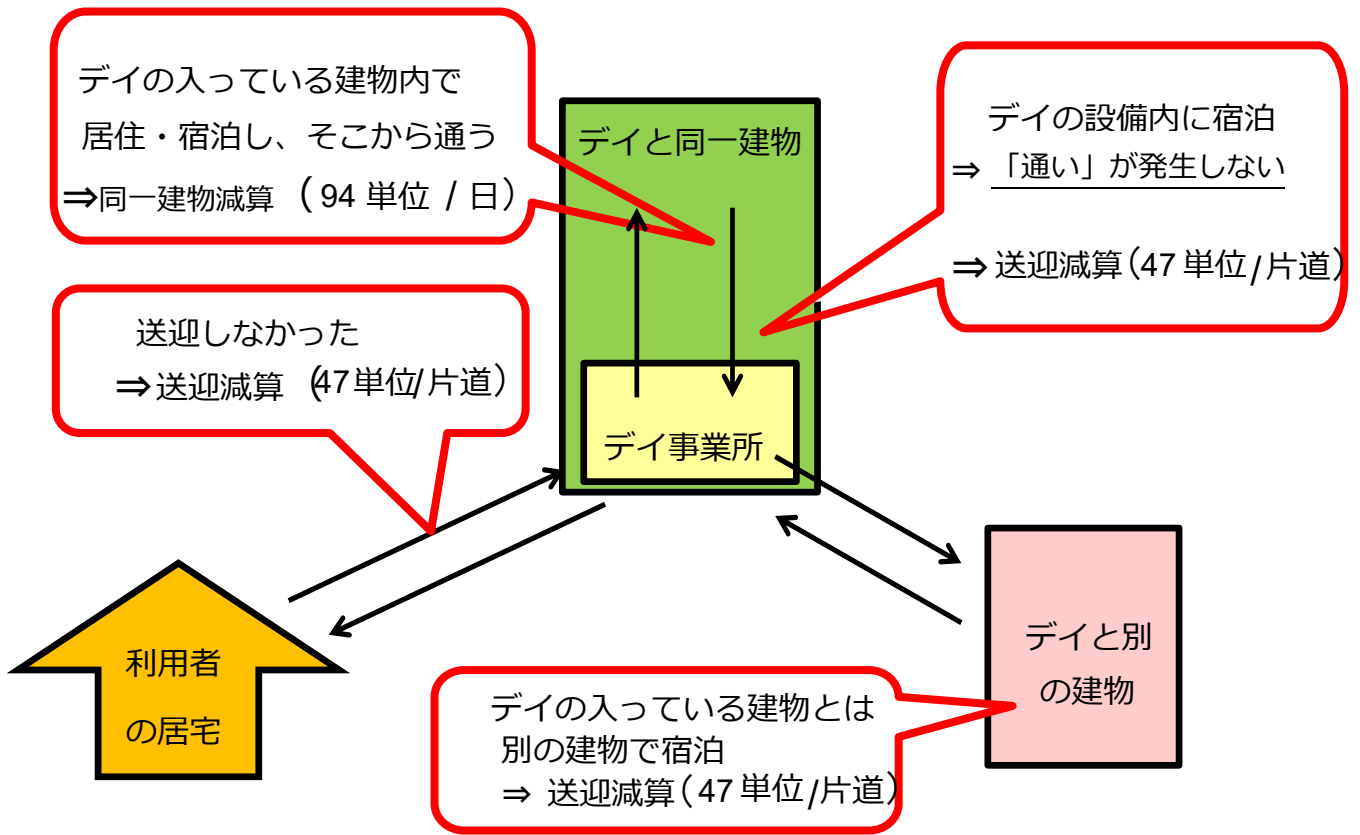 デイの入っている建物内で
居住・宿泊し、そこから通う
⇒同一建物減算（94 単位 / 日）
デイと同一建物
デイの設備内に宿泊
⇒ 「通い」が発生しない
⇒ 送迎減算（47 単位/片道）
送迎しなかった
⇒ 送迎減算（47単位/片道）
デイ事業所
利用者
の居宅
デイと別
の建物
デイの入っている建物とは
別の建物で宿泊
⇒ 送迎減算（47 単位/片道）